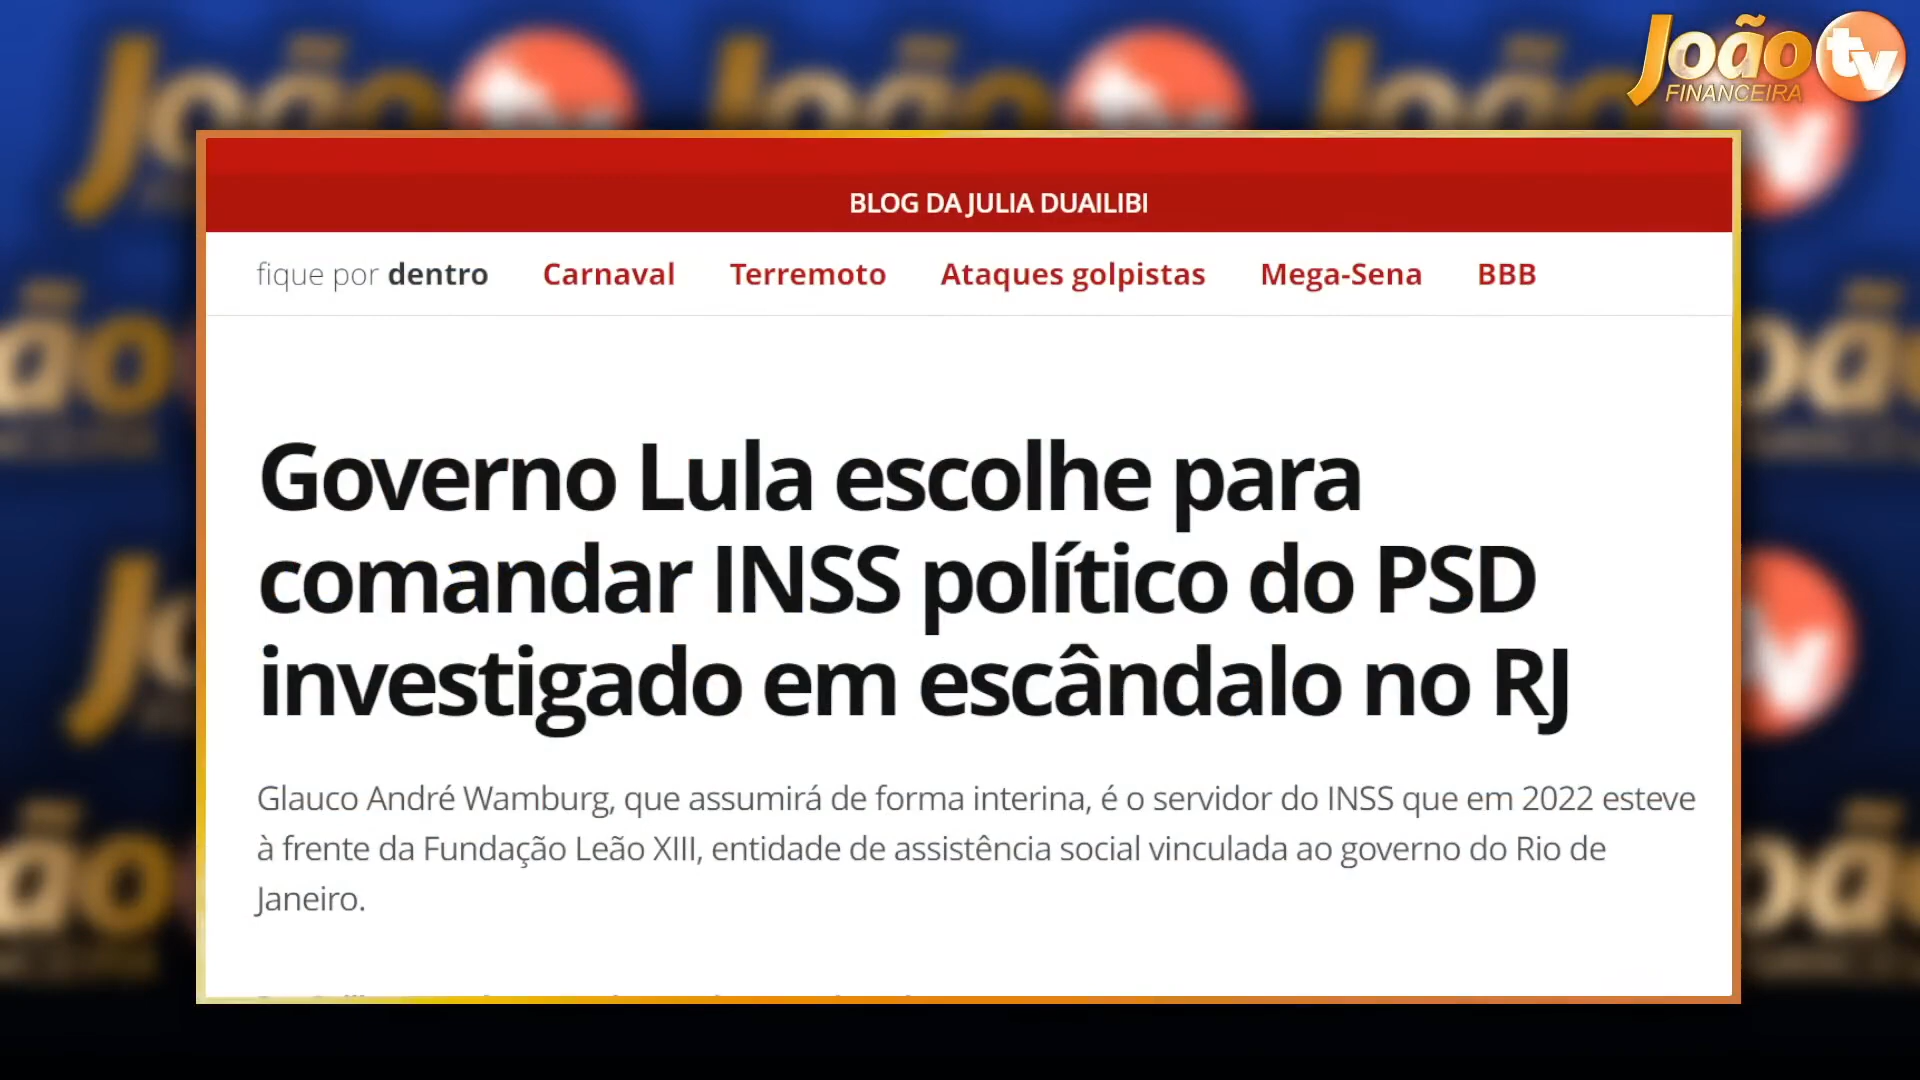 João tv
FINANCEIRA
BLOG DA JULIA DUAILIBI
fique por dentro Carnaval Terremoto Ataques golpistas Mega-Sena BBB
Governo Lula escolhe para
comandar INSS político do PSD
investigado em escândalo no RJ
Glauco André Wamburg, que assumirá de forma interina, é o servidor do INSS que em 2022 esteve
à frente da Fundação Leão XIII, entidade de assistência social vinculada ao governo do Rio de
Janeiro.